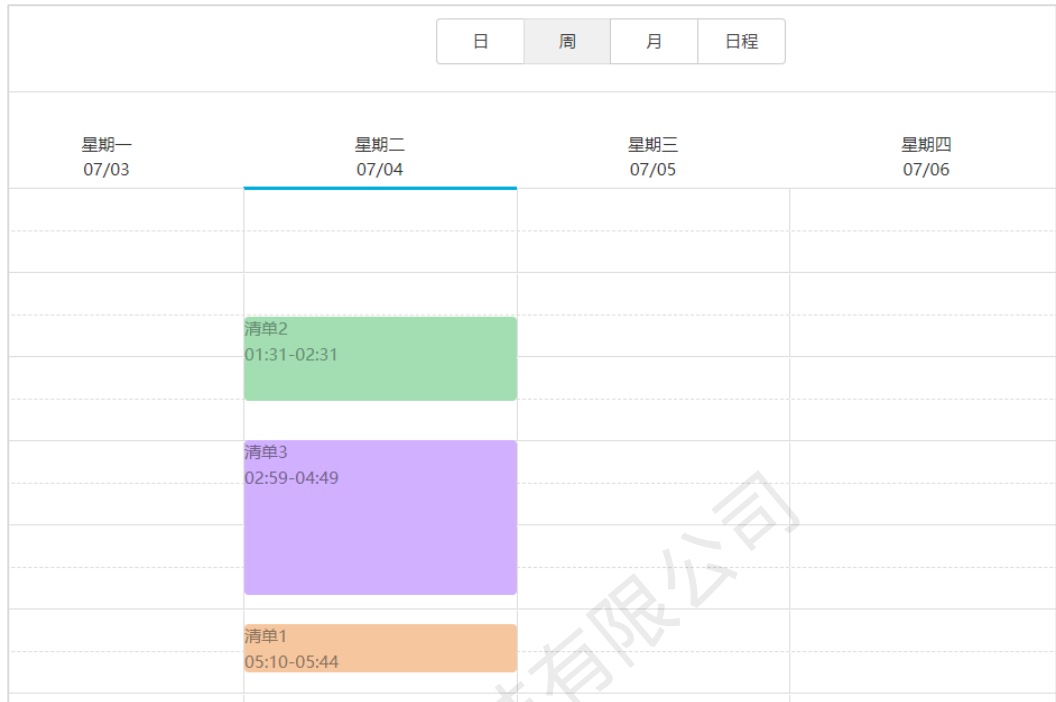 日 周 月 日程
星期一 星期二 星期三 星期四
07/03 07/04 07/05 07/06
清单2
01:31-02:31
清单3
02:59-04:49
清单1
05:10-05:44
有限公司